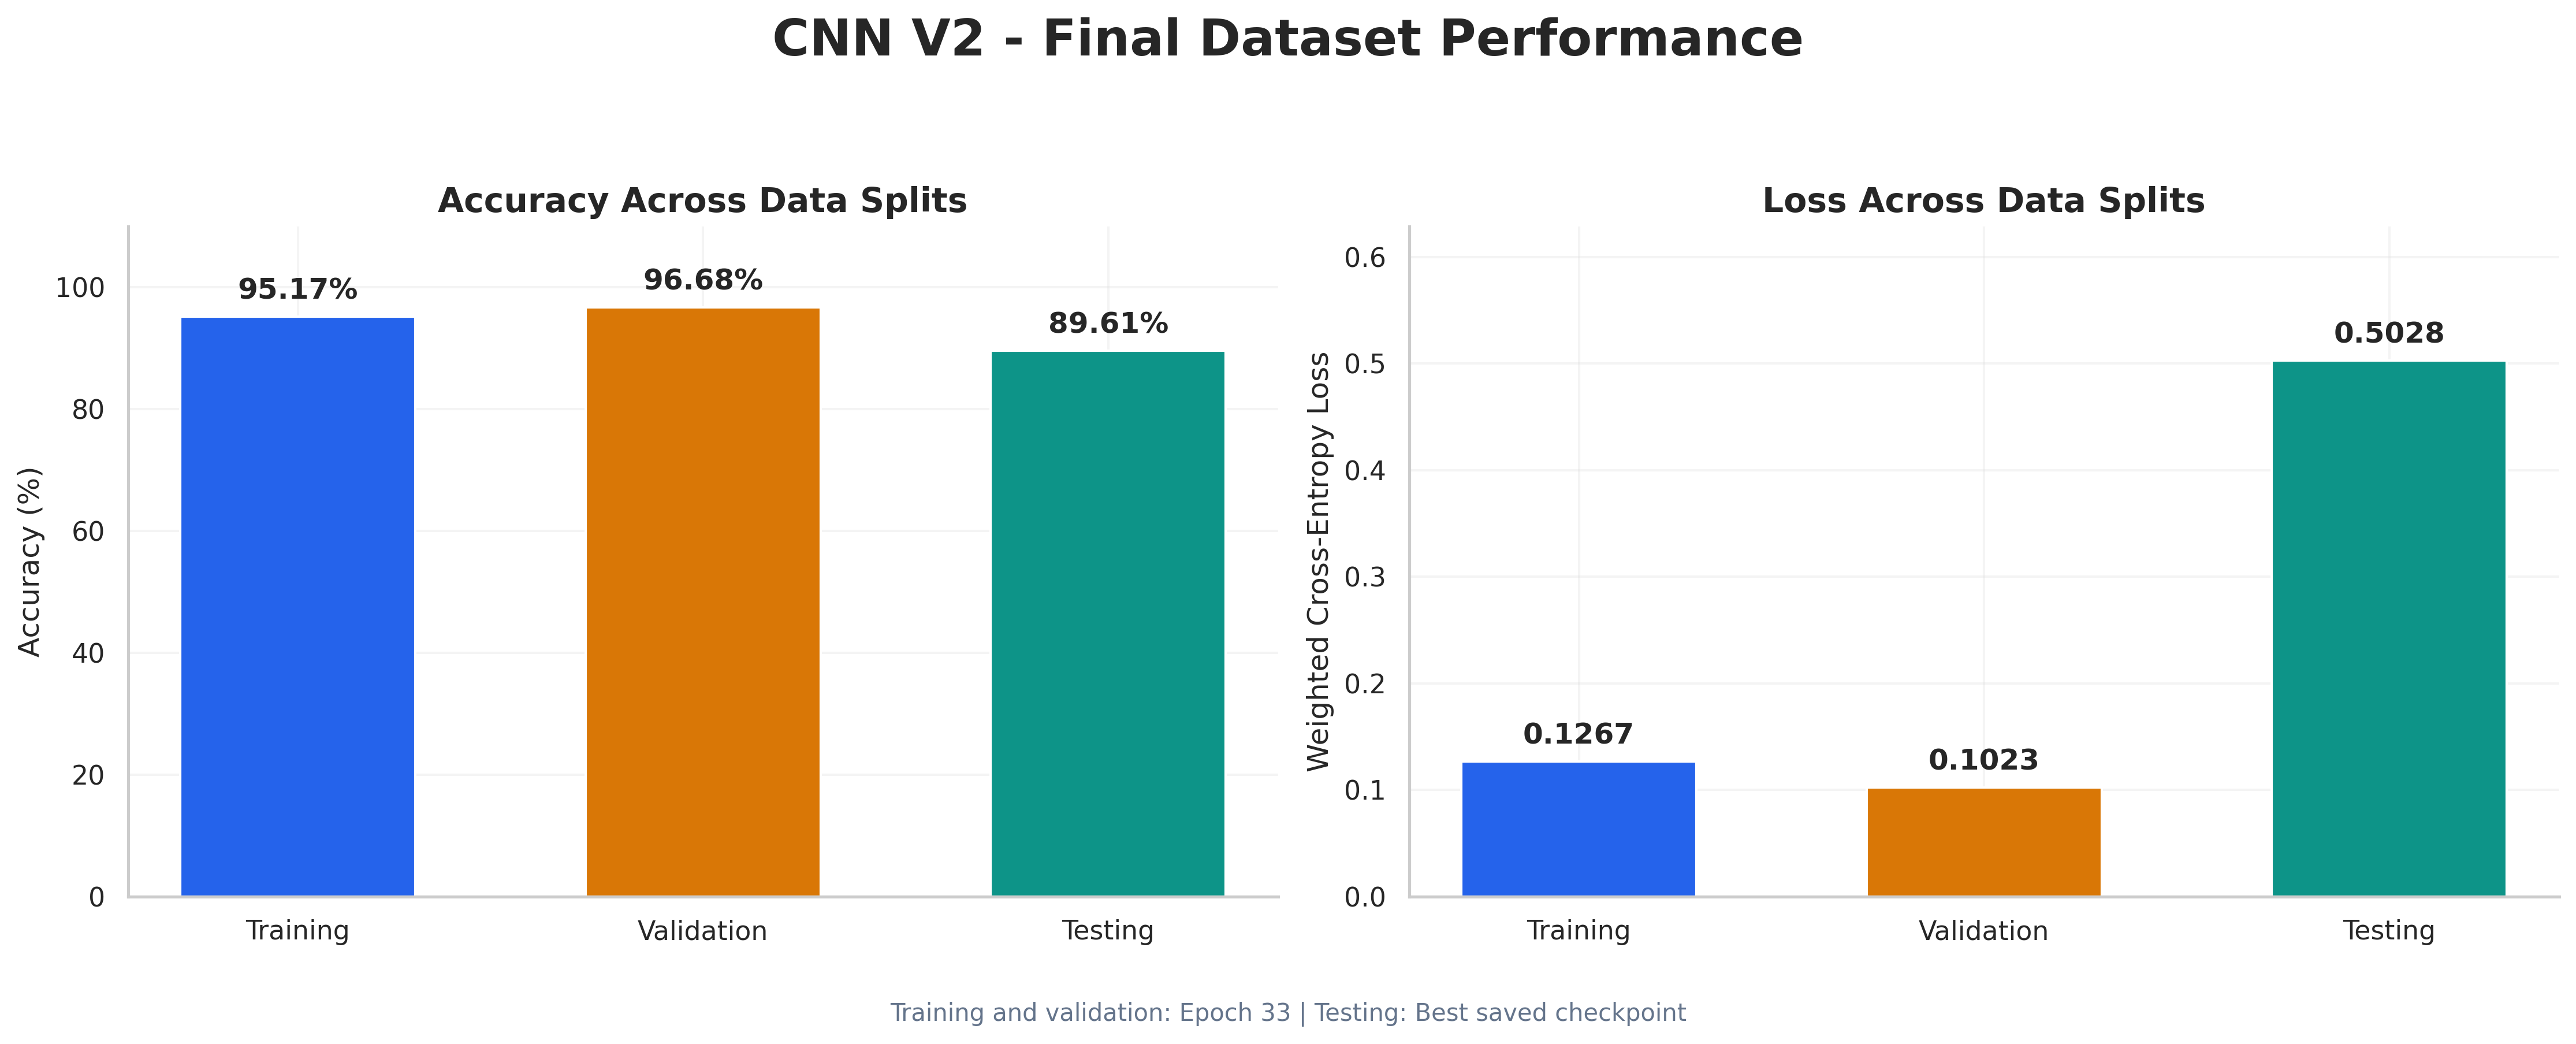 CNN V2 - Final Dataset Performance
Accuracy Across Data Splits
Accuracy (%)
100
80
60
40
20
0
95.17%
96.68%
89.61%
Training
Validation
Testing
Loss Across Data Splits
Weighted Cross-Entropy Loss
0.6
0.5
0.4
0.3
0.2
0.1
0.0
0.1267
0.1023
0.5028
Training
Validation
Testing
Training and validation: Epoch 33 | Testing: Best saved checkpoint